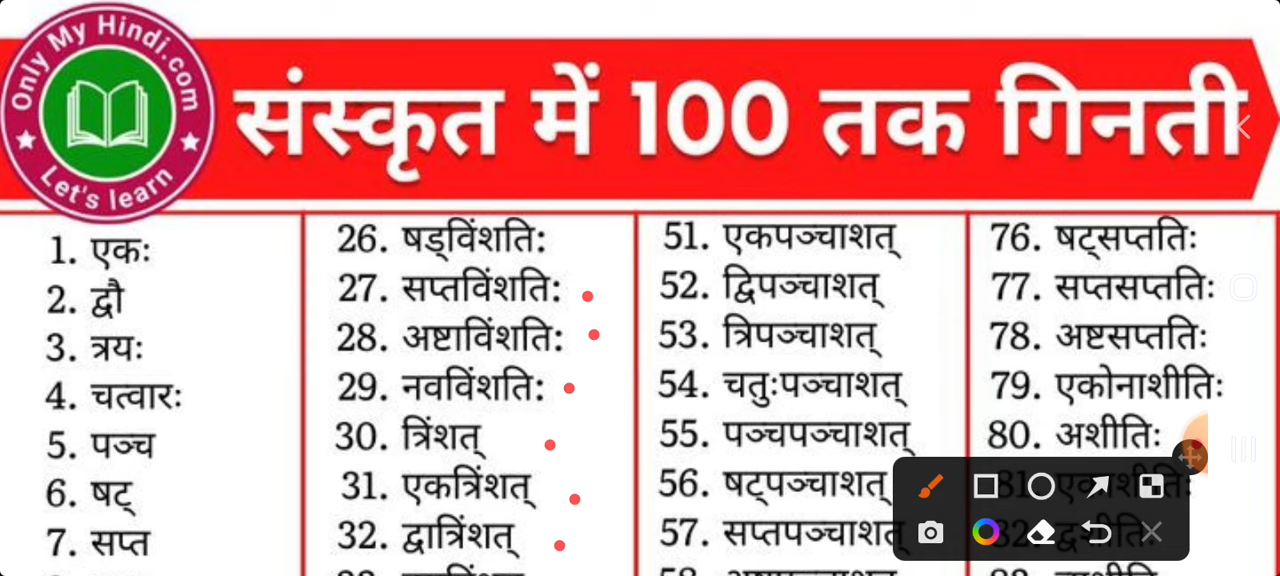 Only My Hindi.com
Let's learn
संस्कृत में 100 तक गिनती
1. एकः
2. द्वौ
3. त्रयः
4. चत्वारः
5. पञ्च
6. षट्
7. सप्त
26. षड्विंशति:
27. सप्तविंशति:
28. अष्टाविंशति:
29. नवविंशति:
30. त्रिंशत्
31. एकत्रिंशत्
32. द्वात्रिंशत्
51. एकपञ्चाशत्
52. द्विपञ्चाशत्
53. त्रिपञ्चाशत्
54. चतुःपञ्चाशत्
55. पञ्चपञ्चाशत्
56. षट्पञ्चाशत्
57. सप्तपञ्चाशत्
76. षट्सप्ततिः
77. सप्तसप्ततिः
78. अष्टसप्ततिः
79. एकोनाशीतिः
80. अशीतिः